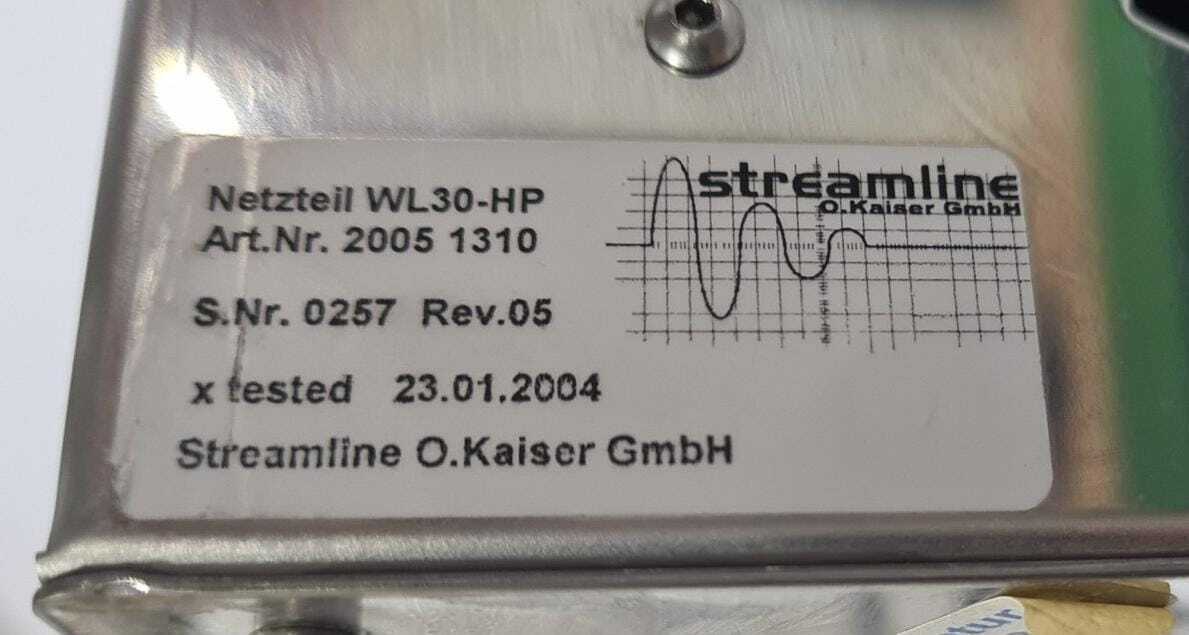 Netzteil WL30-HP
Art.Nr. 2005 1310
S.Nr. 0257 Rev.05
x tested 23.01.2004
Streamline O.Kaiser GmbH
streamline
O.Kaiser GmbH